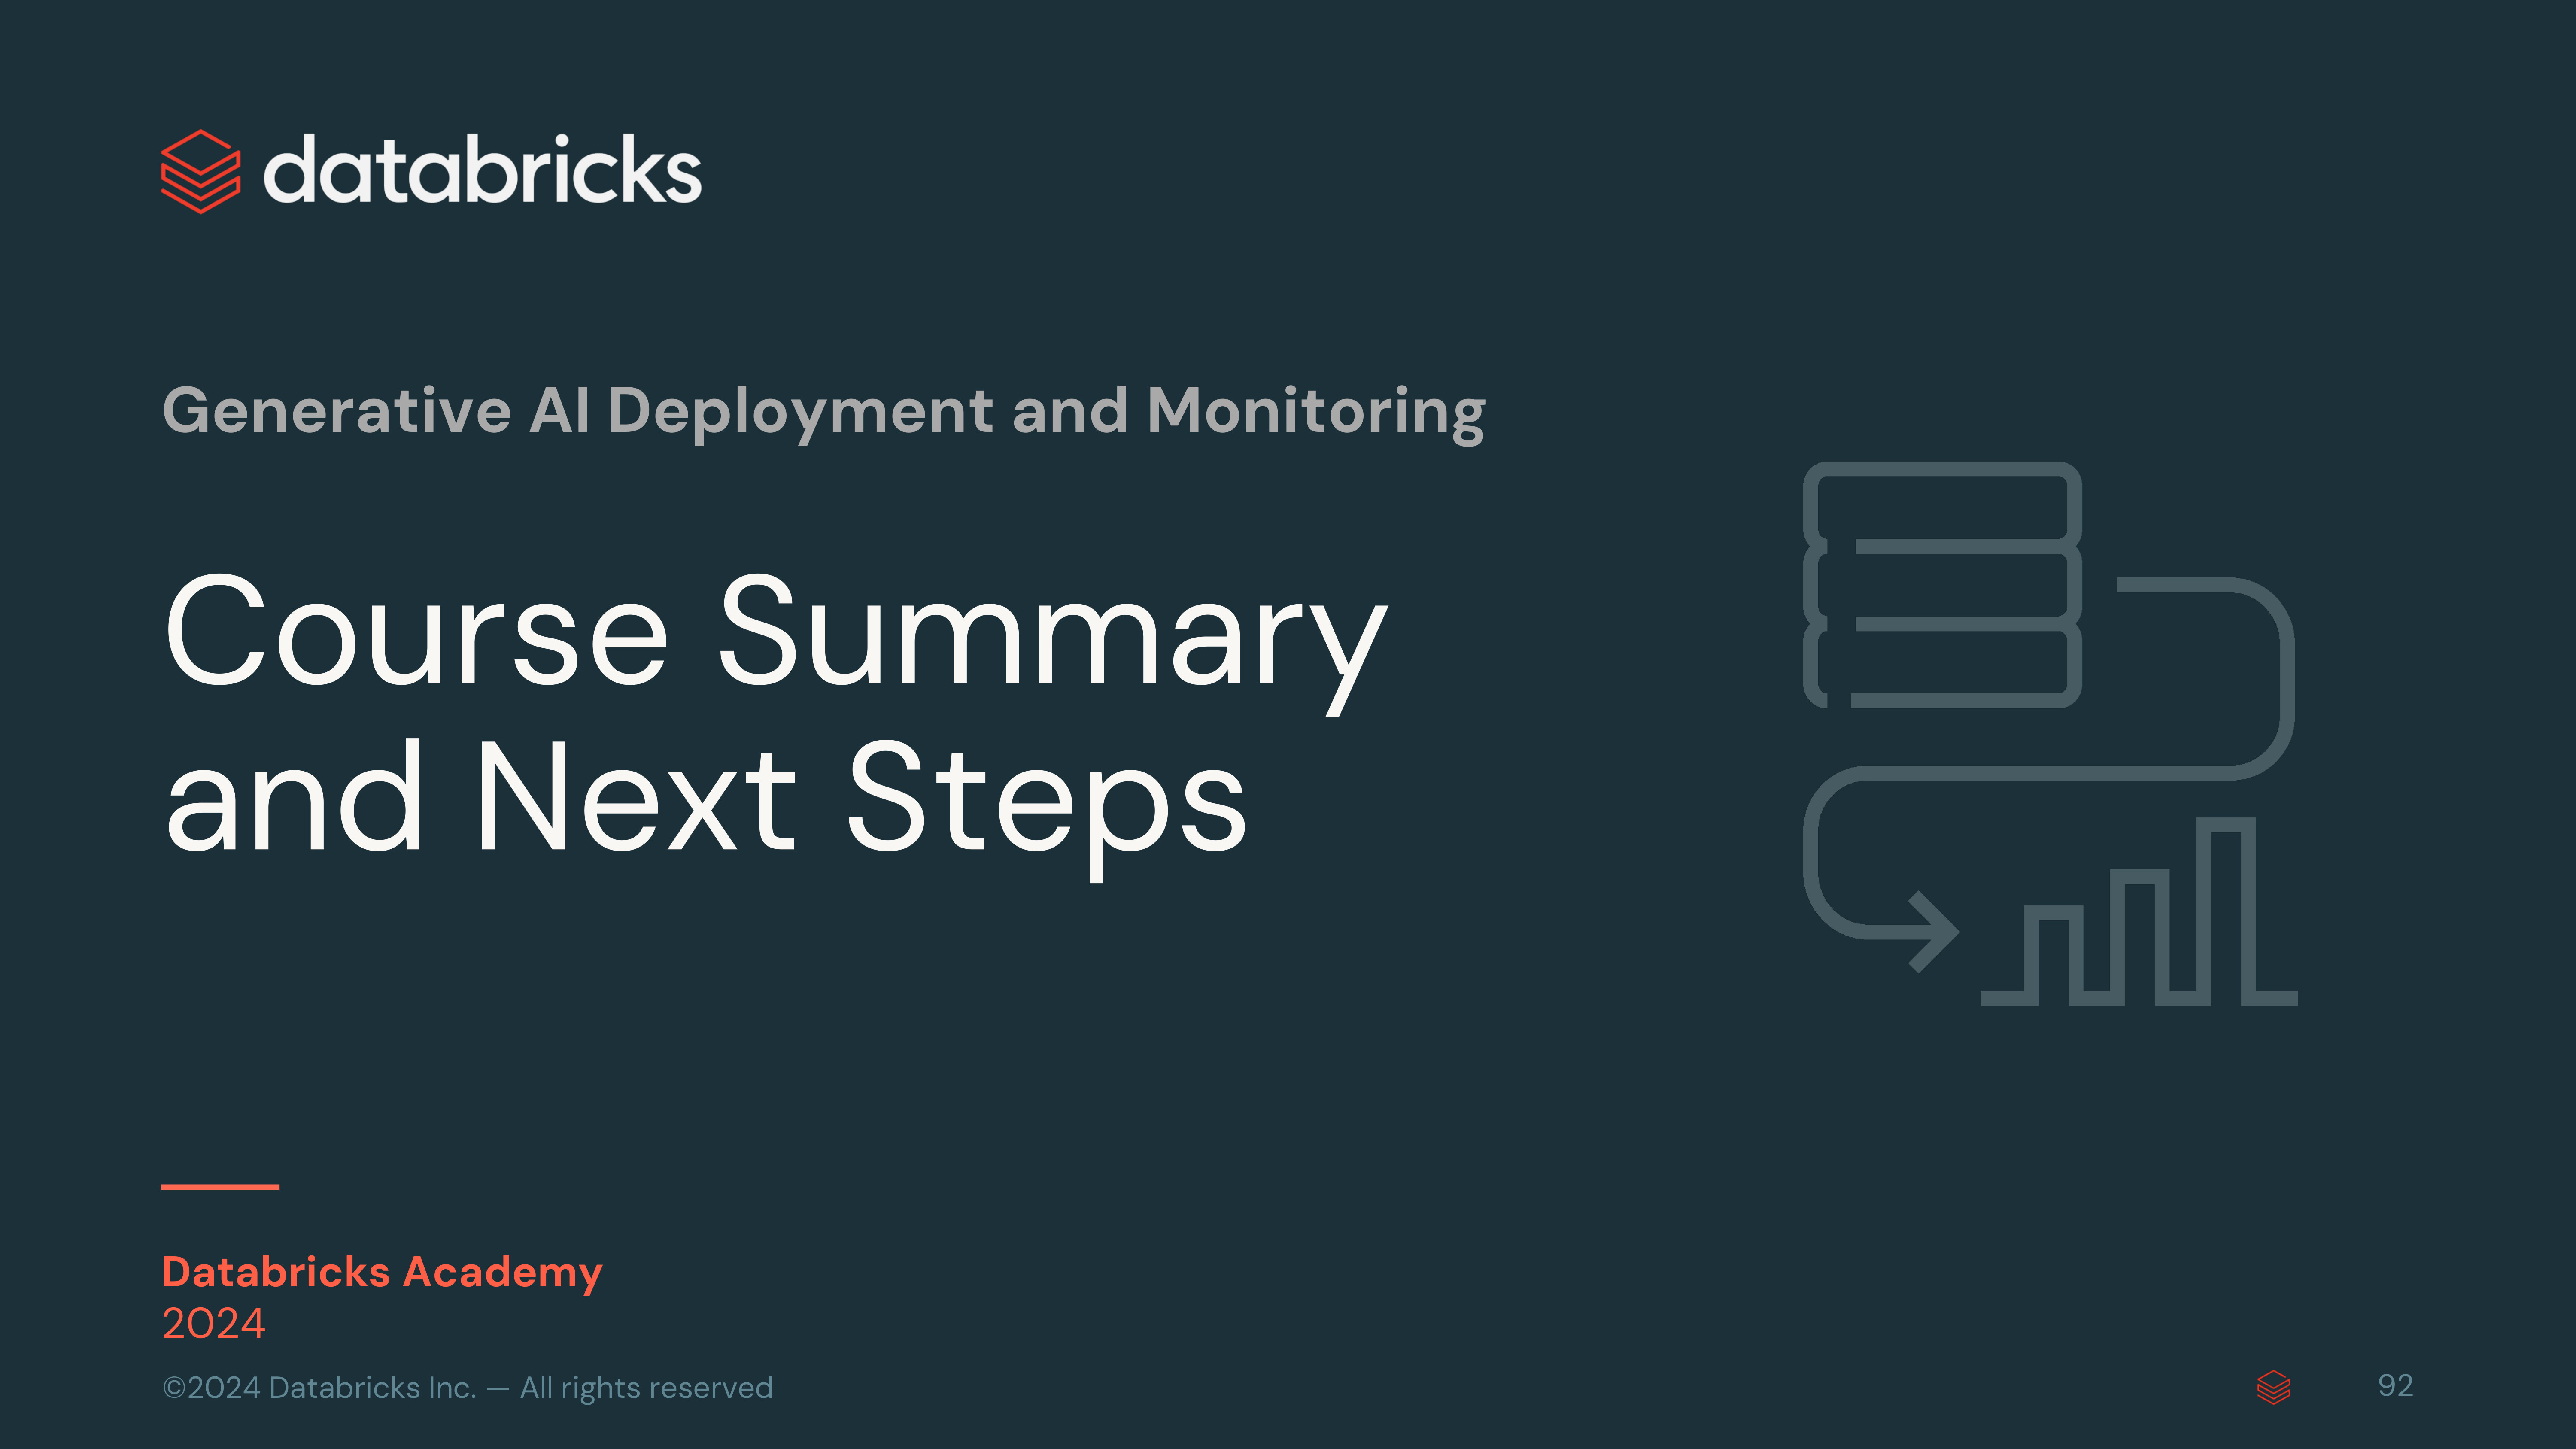 databricks
Generative AI Deployment and Monitoring
Course Summary
and Next Steps
Databricks Academy
2024
©2024 Databricks Inc. — All rights reserved
92